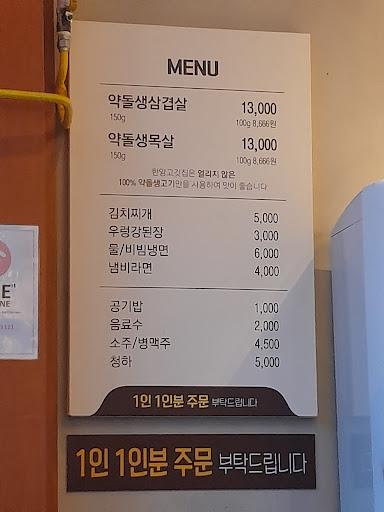 MENU
약돌생삼겹살 13,000
150g 100g 8,666원
약돌생목살 13,000
150g 100g 8,666원
한암고깃집은 얼리지 않은
100% 약돌생고기만을 사용하여 맛이 좋습니다
김치찌개 5,000
우렁강된장 3,000
물/비빔냉면 6,000
냄비라면 4,000
공기밥 1,000
음료수 2,000
소주/병맥주 4,500
청하 5,000
1인 1인분 주문 부탁드립니다
1인 1인분 주문 부탁드립니다